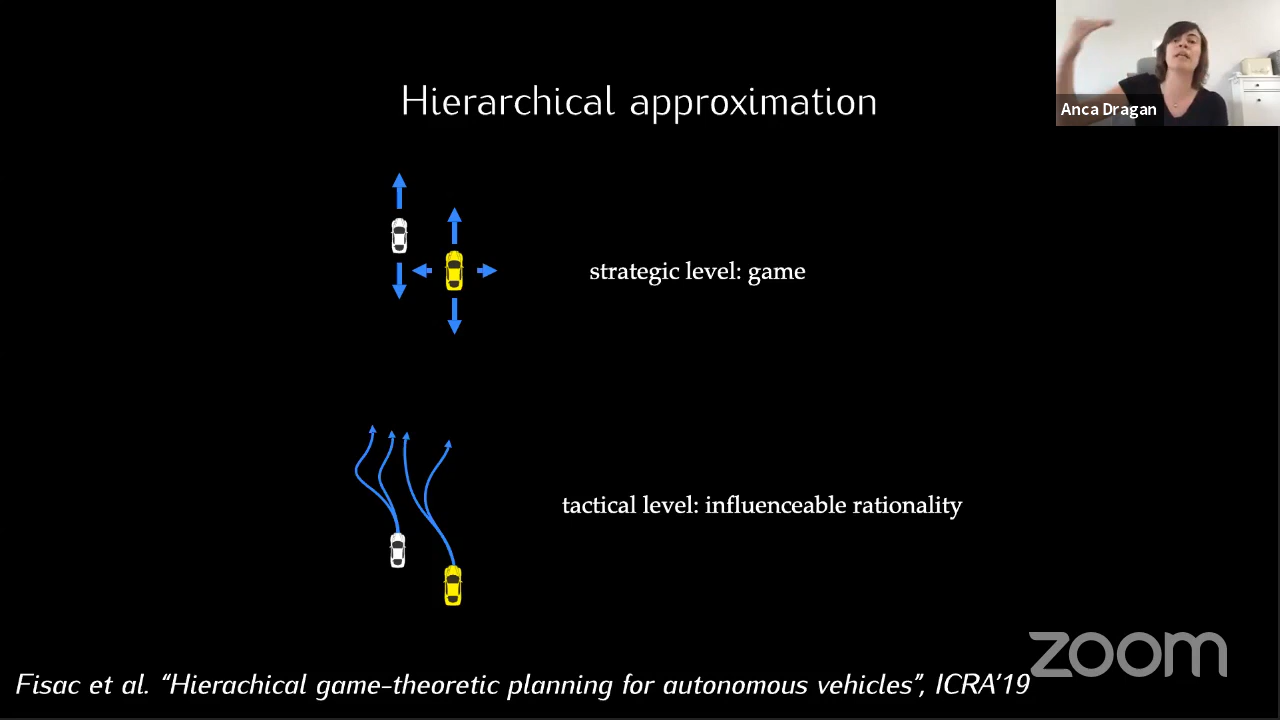 Anca Dragan
Hierarchical approximation
strategic level: game
tactical level: influenceable rationality
zoom
Fisac et al. “Hierachical game-theoretic planning for autonomous vehicles”, ICRA’19